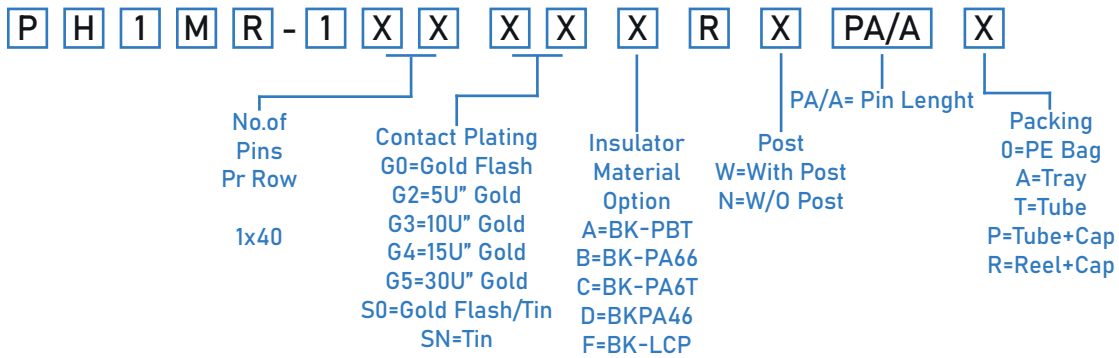 P H 1 M R - 1 X X X X X R X PA/A X
No.of
Pins
Pr Row
1x40
Contact Plating
G0=Gold Flash
G2=5U” Gold
G3=10U” Gold
G4=15U” Gold
G5=30U” Gold
S0=Gold Flash/Tin
SN=Tin
Insulator
Material
Option
A=BK-PBT
B=BK-PA66
C=BK-PA6T
D=BKPA46
F=BK-LCP
Post
W=With Post
N=W/O Post
PA/A= Pin Lenght
Packing
0=PE Bag
A=Tray
T=Tube
P=Tube+Cap
R=Reel+Cap